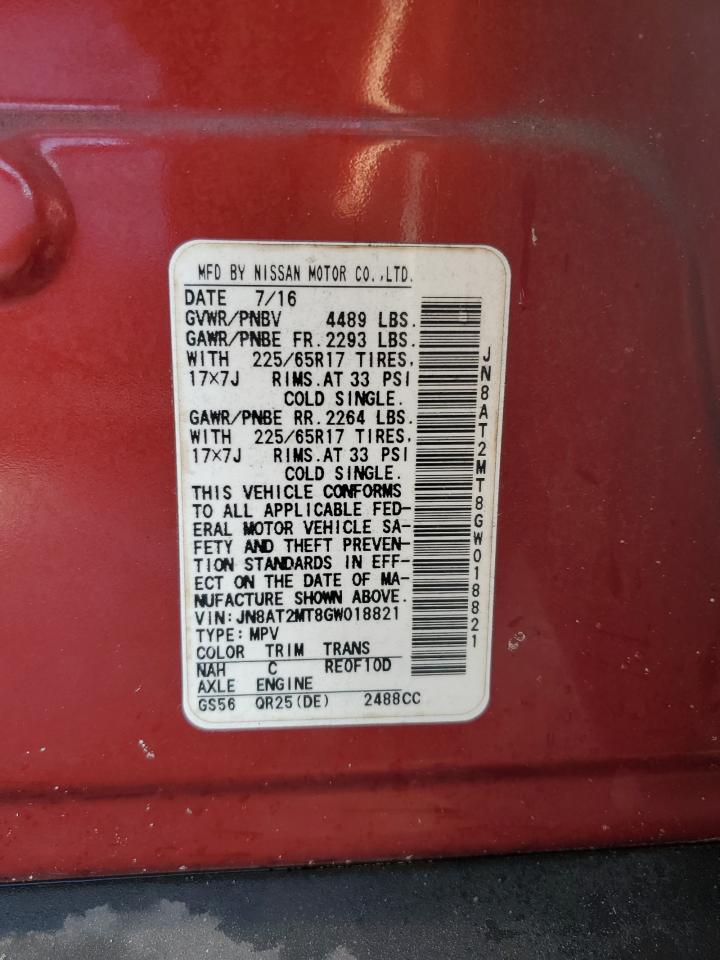 MFD BY NISSAN MOTOR CO.,LTD.
DATE 7/16
GVWR/PNBV 4489 LBS.
GAWR/PNBE FR.2293 LBS.
WITH 225/65R17 TIRES,
17×7J RIMS.AT 33 PSI
COLD SINGLE.
GAWR/PNBE RR.2264 LBS.
WITH 225/65R17 TIRES,
17×7J RIMS.AT 33 PSI
COLD SINGLE.
THIS VEHICLE CONFORMS
TO ALL APPLICABLE FED-
ERAL MOTOR VEHICLE SA-
FETY AND THEFT PREVEN-
TION STANDARDS IN EFF-
ECT ON THE DATE OF MA-
NUFACTURE SHOWN ABOVE.
VIN:JN8AT2MT8GW018821
TYPE:MPV
COLOR TRIM TRANS
NAH C RE0F10D
AXLE ENGINE
GS56 QR25(DE) 2488CC
JN8AT2MT8GW018821